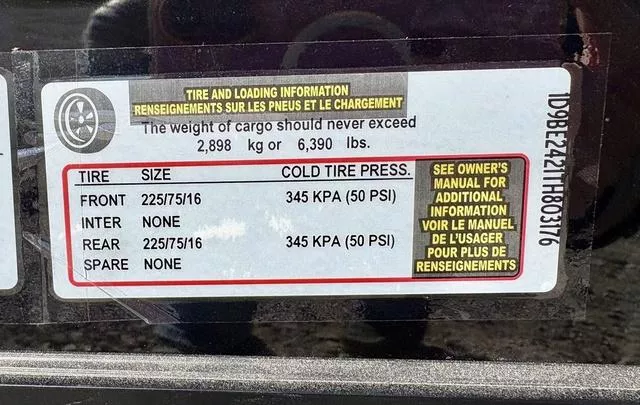 TIRE AND LOADING INFORMATION
RENSEIGNEMENTS SUR LES PNEUS ET LE CHARGEMENT
The weight of cargo should never exceed
2,898 kg or 6,390 lbs.
TIRE SIZE COLD TIRE PRESS.
FRONT 225/75/16 345 KPA (50 PSI)
INTER NONE
REAR 225/75/16 345 KPA (50 PSI)
SPARE NONE
SEE OWNER'S
MANUAL FOR
ADDITIONAL
INFORMATION
VOIR LE MANUEL
DE L'USAGER
POUR PLUS DE
RENSEIGNEMENTS
1D9BE2421TH803176